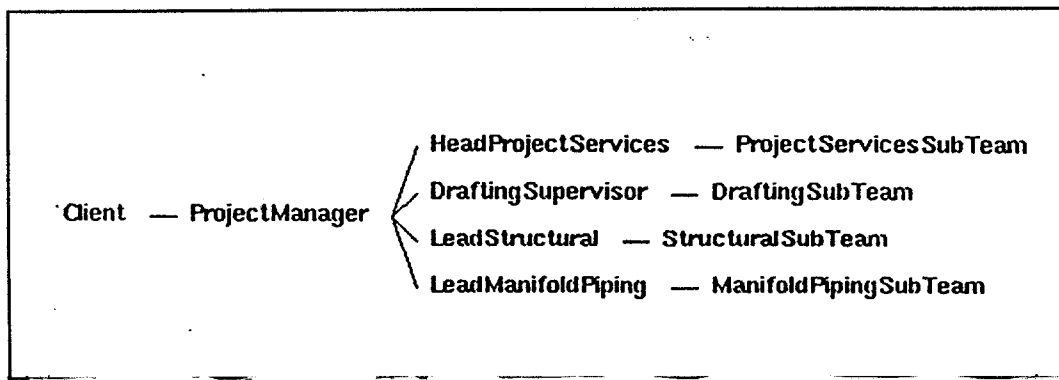 HeadProjectServices — ProjectServicesSubTeam
DraftingSupervisor — DraftingSubTeam
Client — ProjectManager
LeadStructural — StructuralSubTeam
LeadManifoldPiping — ManifoldPipingSubTeam